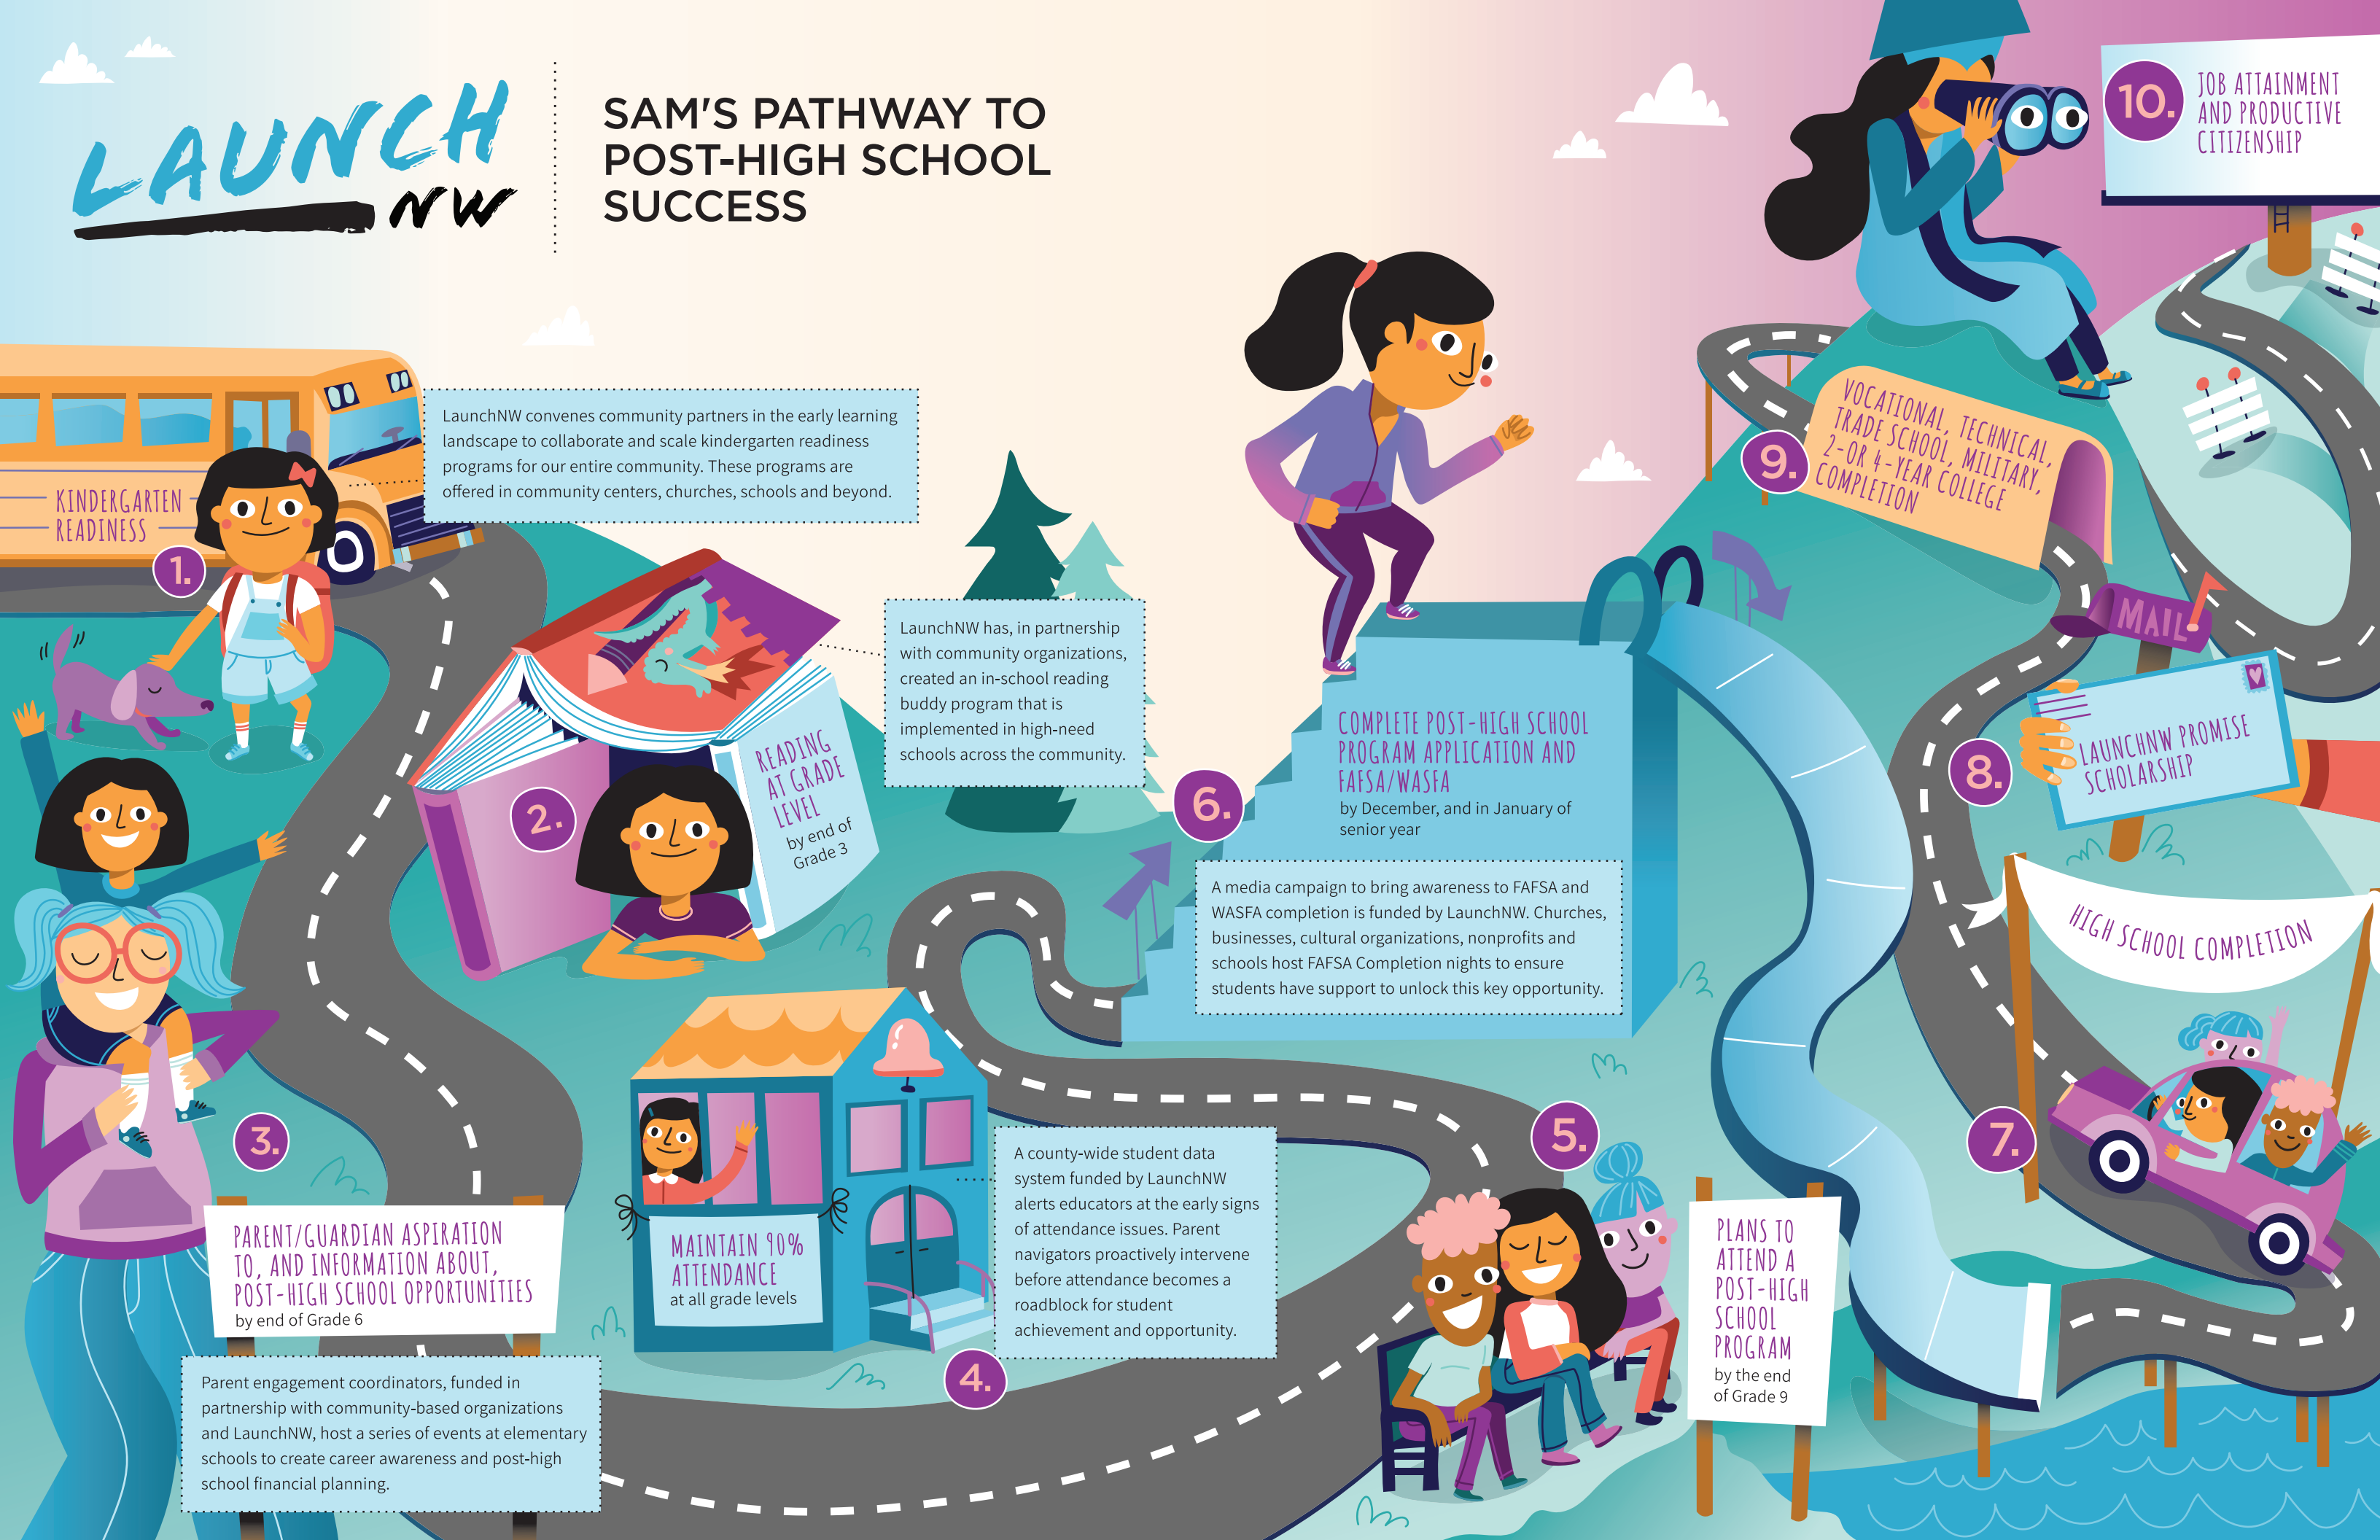 LAUNCH
NW
SAM'S PATHWAY TO
POST-HIGH SCHOOL
SUCCESS
KINDERGARTEN
READINESS
1.
LaunchNW convenes community partners in the early learning
landscape to collaborate and scale kindergarten readiness
programs for our entire community. These programs are
offered in community centers, churches, schools and beyond.
2.
READING
AT GRADE
LEVEL
by end of
Grade 3
LaunchNW has, in partnership
with community organizations,
created an in-school reading
buddy program that is
implemented in high-need
schools across the community.
3.
PARENT/GUARDIAN ASPIRATION
TO, AND INFORMATION ABOUT,
POST-HIGH SCHOOL OPPORTUNITIES
by end of Grade 6
Parent engagement coordinators, funded in
partnership with community-based organizations
and LaunchNW, host a series of events at elementary
schools to create career awareness and post-high
school financial planning.
MAINTAIN 90%
ATTENDANCE
at all grade levels
4.
A county-wide student data
system funded by LaunchNW
alerts educators at the early signs
of attendance issues. Parent
navigators proactively intervene
before attendance becomes a
roadblock for student
achievement and opportunity.
5.
PLANS TO
ATTEND A
POST-HIGH
SCHOOL
PROGRAM
by the end
of Grade 9
6.
COMPLETE POST-HIGH SCHOOL
PROGRAM APPLICATION AND
FAFSA/WASFA
by December, and in January of
senior year
A media campaign to bring awareness to FAFSA and
WASFA completion is funded by LaunchNW. Churches,
businesses, cultural organizations, nonprofits and
schools host FAFSA Completion nights to ensure
students have support to unlock this key opportunity.
7.
HIGH SCHOOL COMPLETION
8.
MAIL
LAUNCHNW PROMISE
SCHOLARSHIP
9.
VOCATIONAL, TECHNICAL,
TRADE SCHOOL, MILITARY,
2-OR 4-YEAR COLLEGE
COMPLETION
10.
JOB ATTAINMENT
AND PRODUCTIVE
CITIZENSHIP